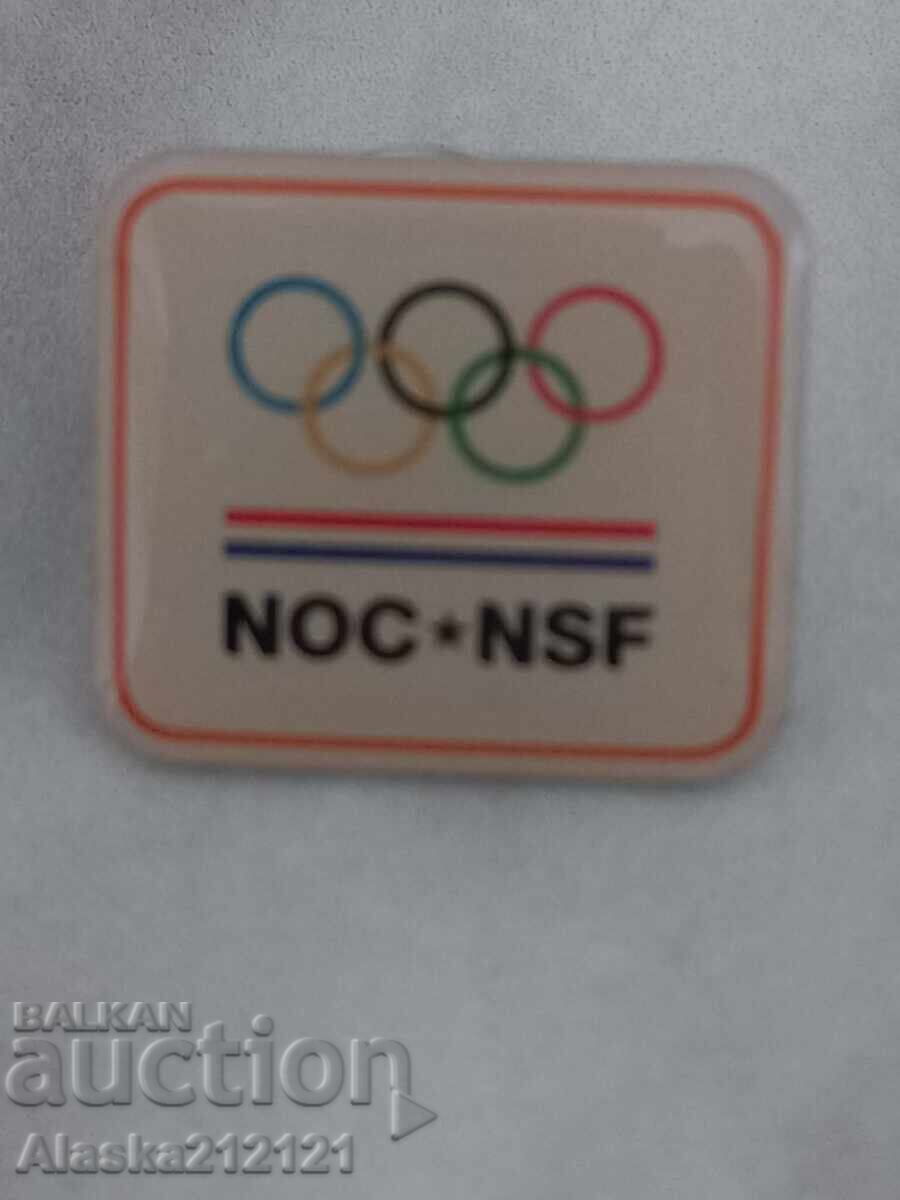 NOC★NSF
BALKAN
auction
Alaska212121